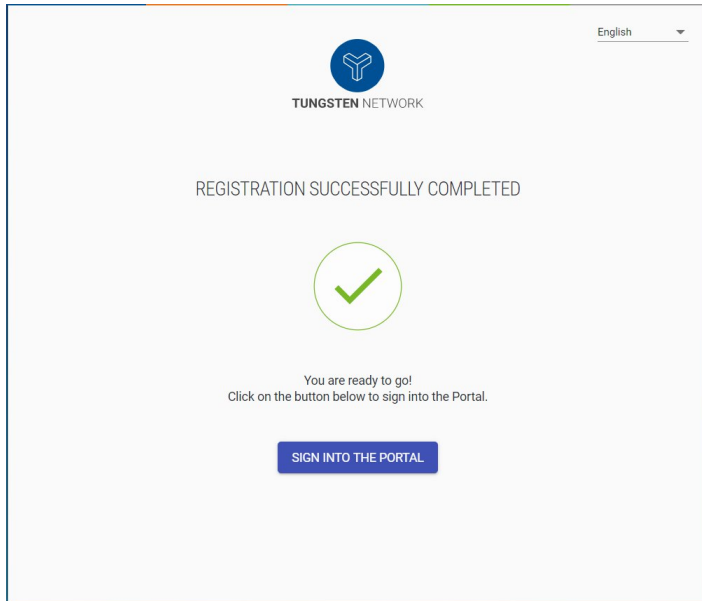 English
TUNGSTEN NETWORK
REGISTRATION SUCCESSFULLY COMPLETED
You are ready to go!
Click on the button below to sign into the Portal.
SIGN INTO THE PORTAL